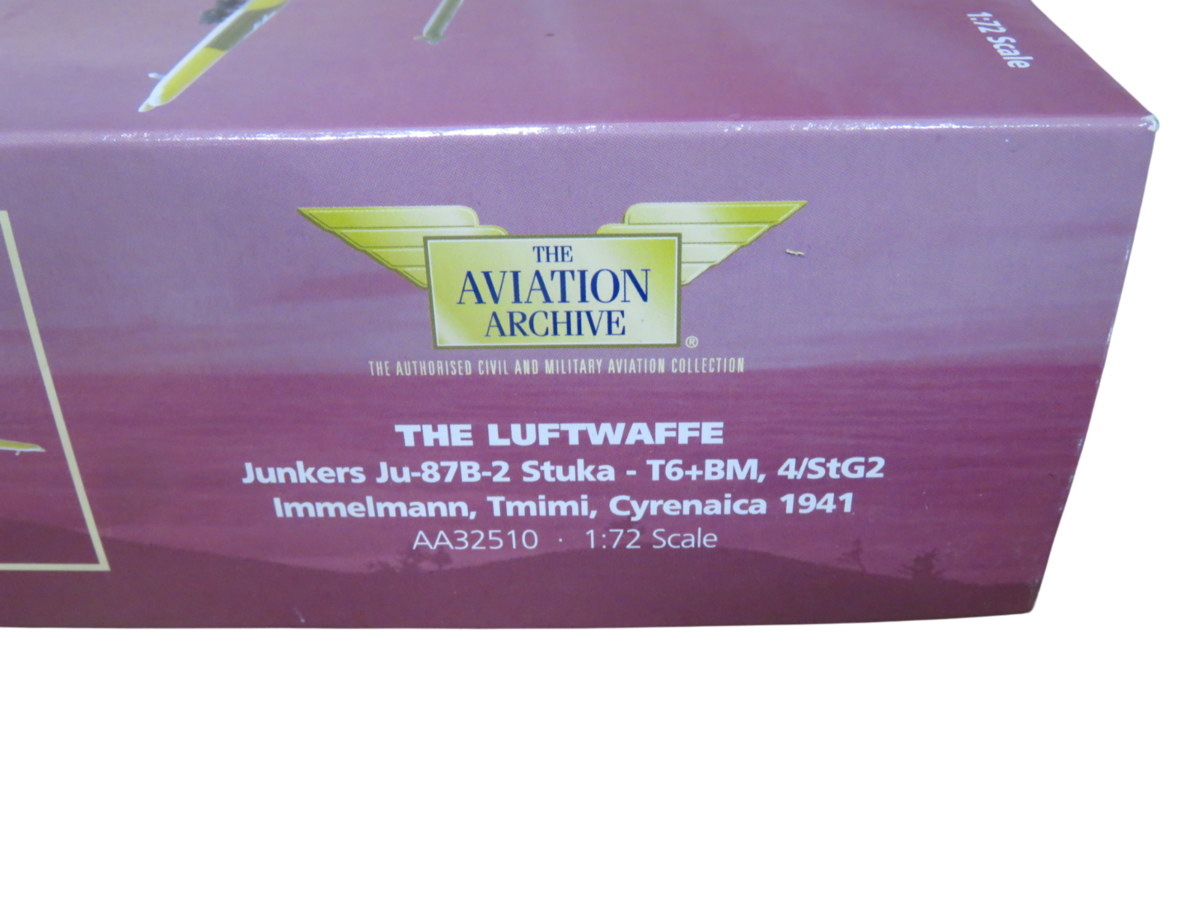 1:72 Scale
THE
AVIATION
ARCHIVE
®
THE AUTHORISED CIVIL AND MILITARY AVIATION COLLECTION
THE LUFTWAFFE
Junkers Ju-87B-2 Stuka - T6+BM, 4/StG2
Immelmann, Tmimi, Cyrenaica 1941
AA32510 · 1:72 Scale